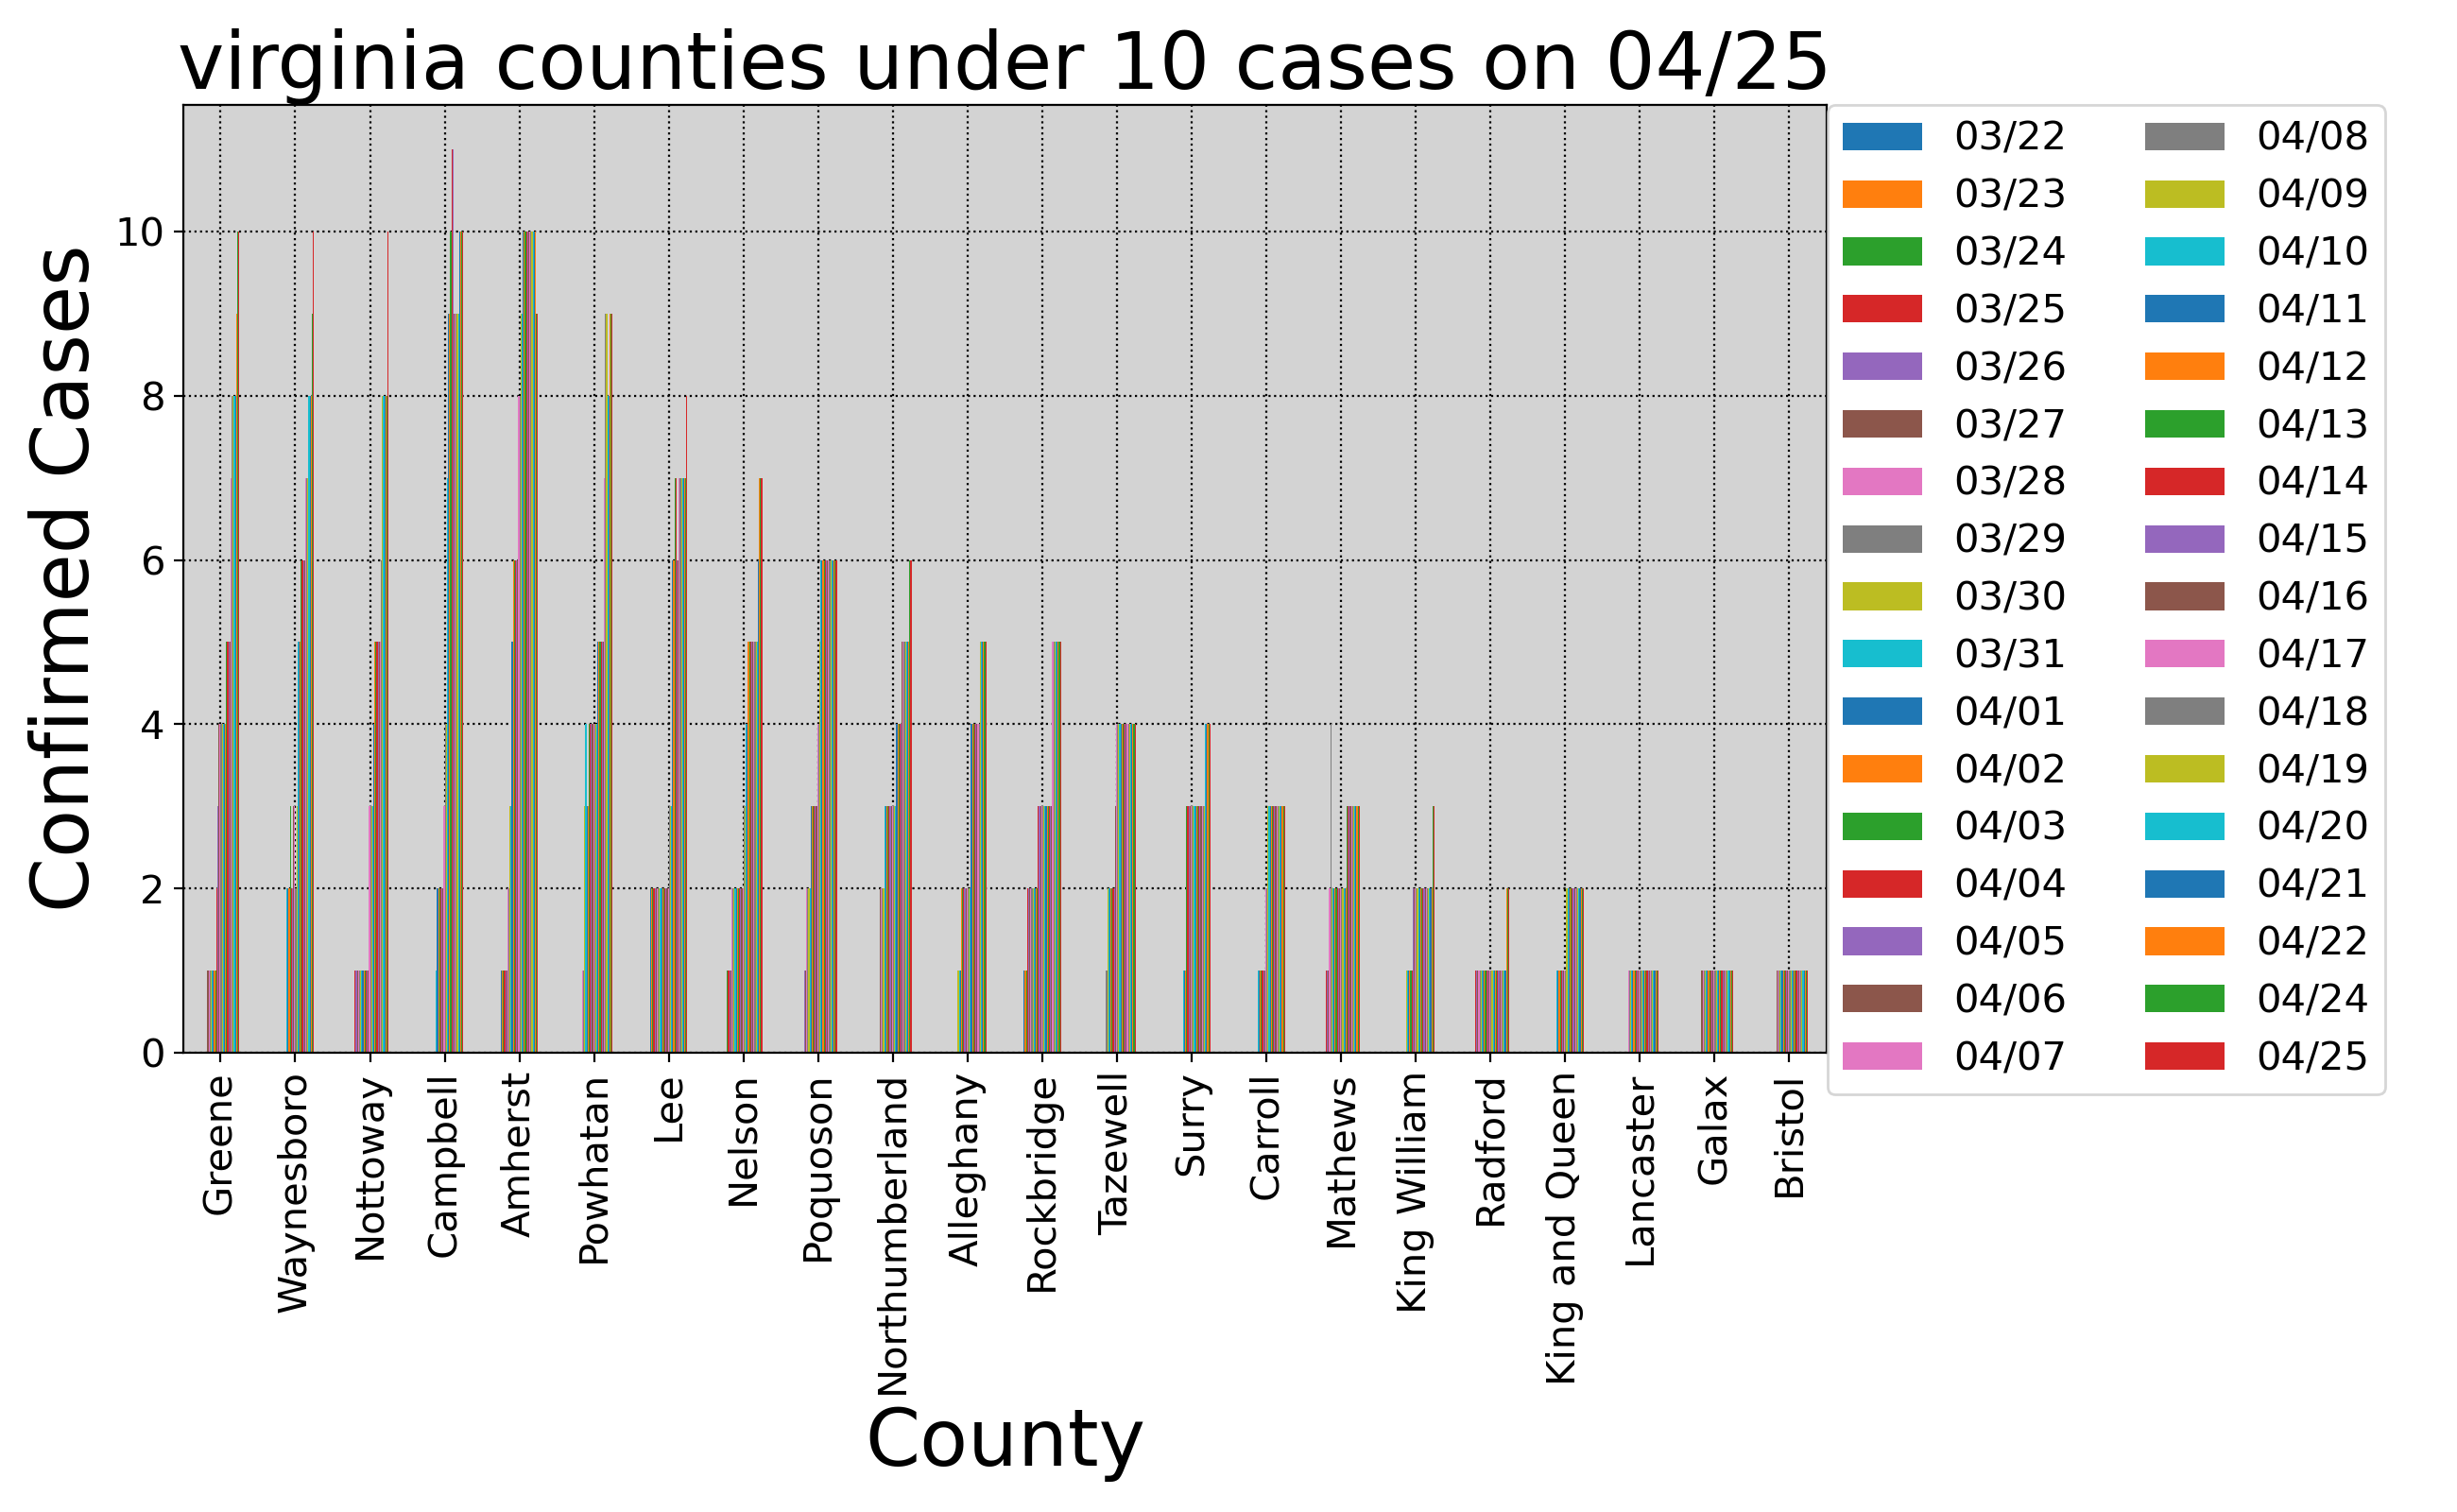 virginia counties under 10 cases on 04/25
Confirmed Cases
10
8
6
4
2
0
Greene
Waynesboro
Nottoway
Campbell
Amherst
Powhatan
Lee
Nelson
Poquoson
Northumberland
Alleghany
Rockbridge
Tazewell
Surry
Carroll
Mathews
King William
Radford
King and Queen
Lancaster
Galax
Bristol
County
03/22
03/23
03/24
03/25
03/26
03/27
03/28
03/29
03/30
03/31
04/01
04/02
04/03
04/04
04/05
04/06
04/07
04/08
04/09
04/10
04/11
04/12
04/13
04/14
04/15
04/16
04/17
04/18
04/19
04/20
04/21
04/22
04/24
04/25